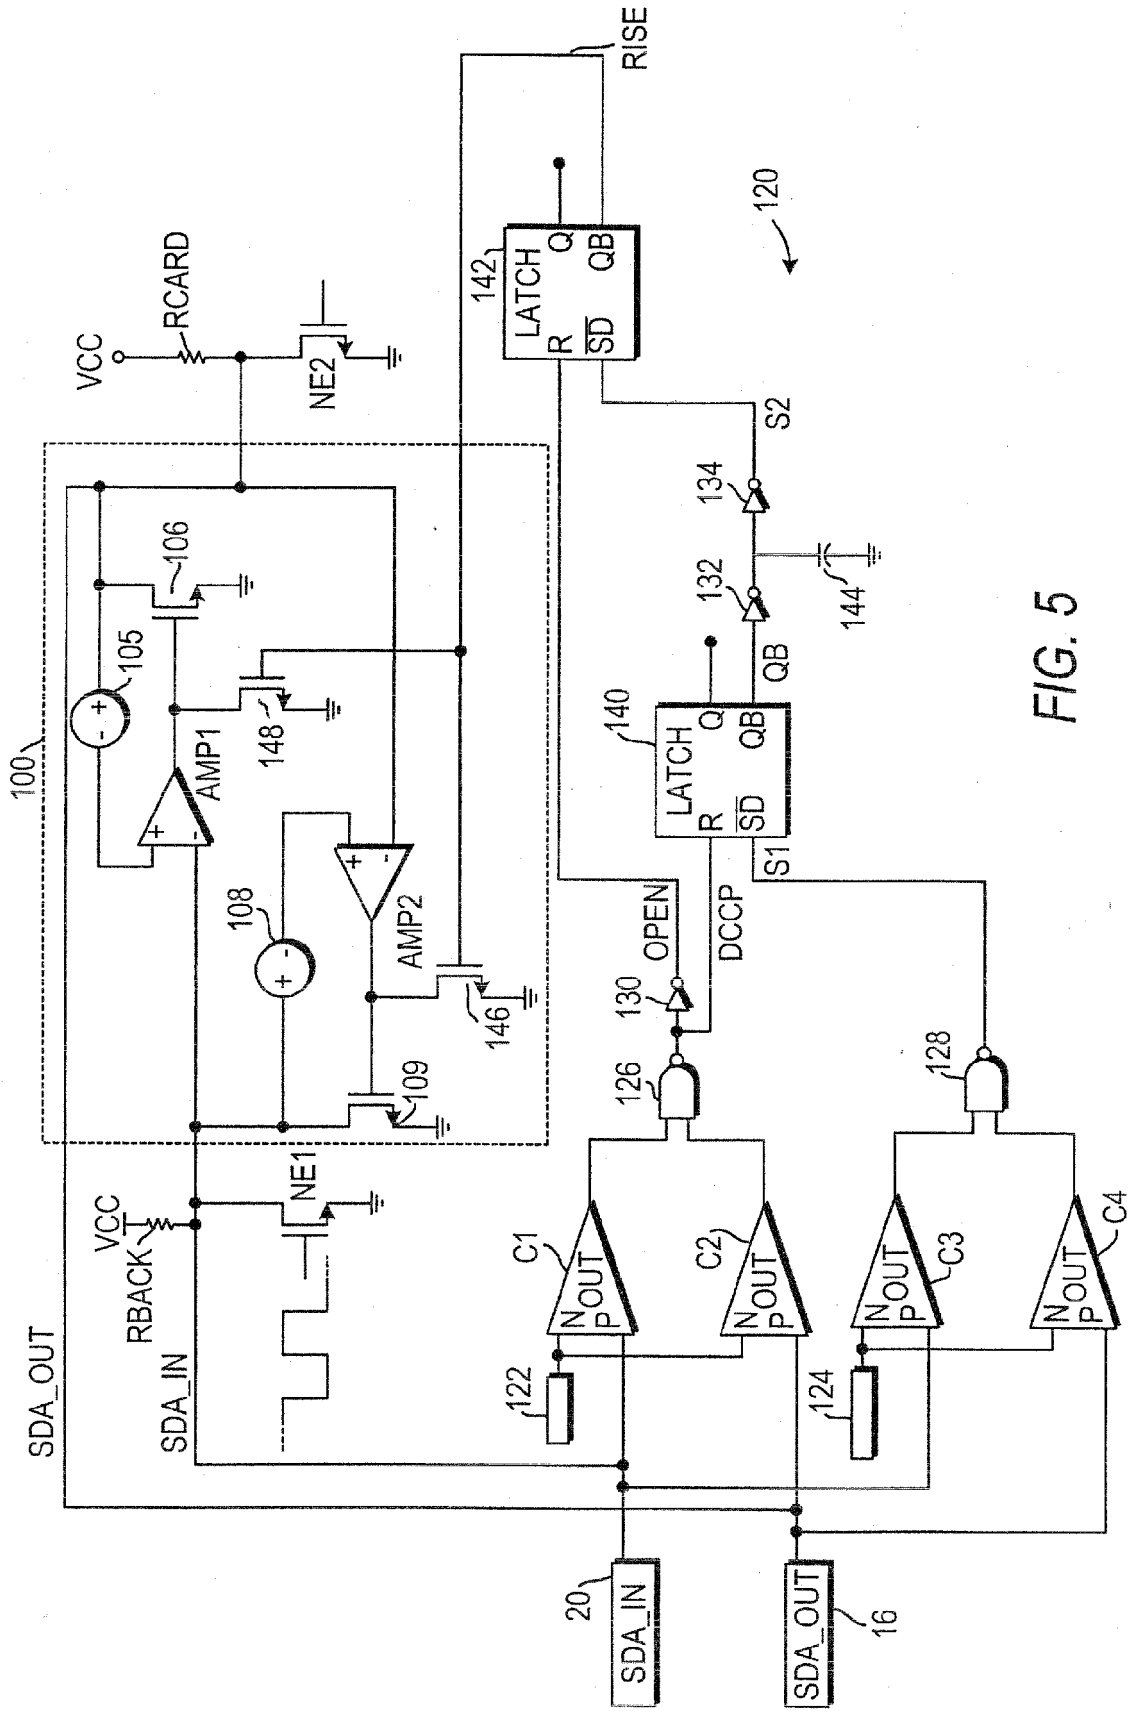 SDA_OUT
SDA_IN
VCC
RBACK
NE1
100
105
+
-
106
+
-
AMP1
148
108
+
-
+
-
AMP2
109
146
VCC
RCARD
NE2
RISE
20
SDA_IN
SDA_OUT
16
122
124
C1
N
P
OUT
C2
N
P
OUT
C3
N
P
OUT
C4
N
P
OUT
126
128
130
OPEN
DCCP
S1
140
LATCH
R
SD
Q
QB
QB
132
144
134
S2
142
LATCH
R
SD
Q
QB
120
FIG. 5